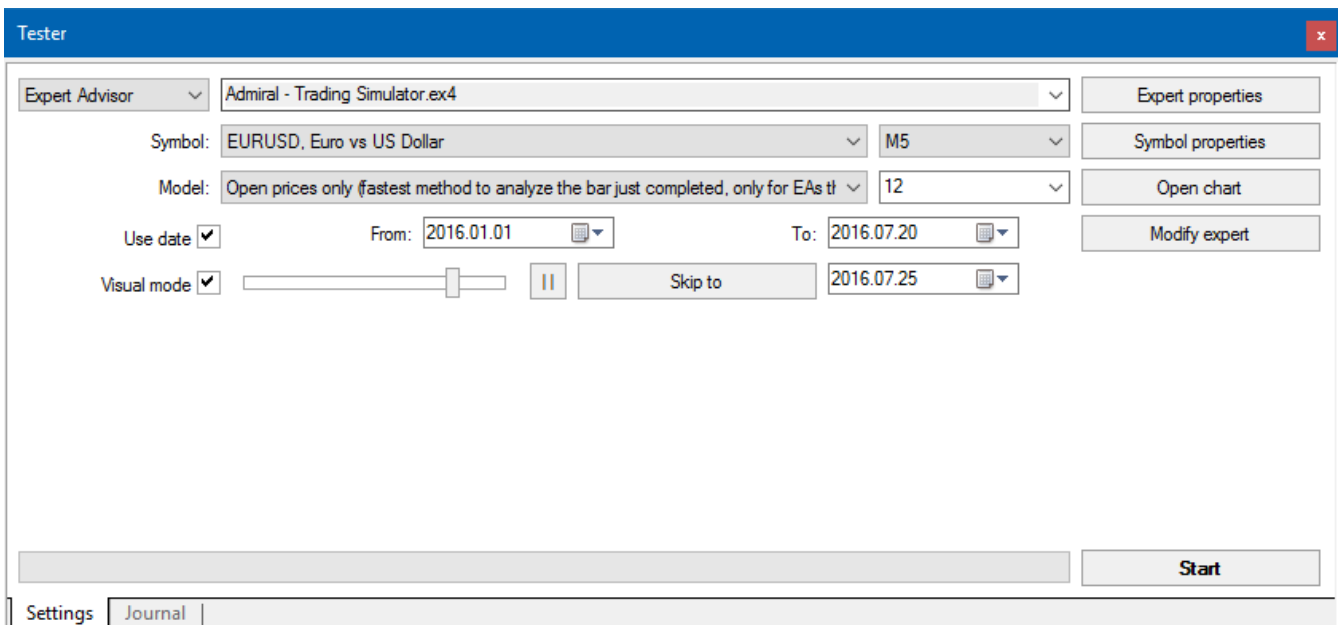 Tester
x
Expert Advisor Admiral - Trading Simulator.ex4 Expert properties
Symbol: EURUSD, Euro vs US Dollar M5 Symbol properties
Model: Open prices only (fastest method to analyze the bar just completed, only for EAs th 12 Open chart
Use date From: 2016.01.01 To: 2016.07.20 Modify expert
Visual mode Skip to 2016.07.25
Start
Settings Journal